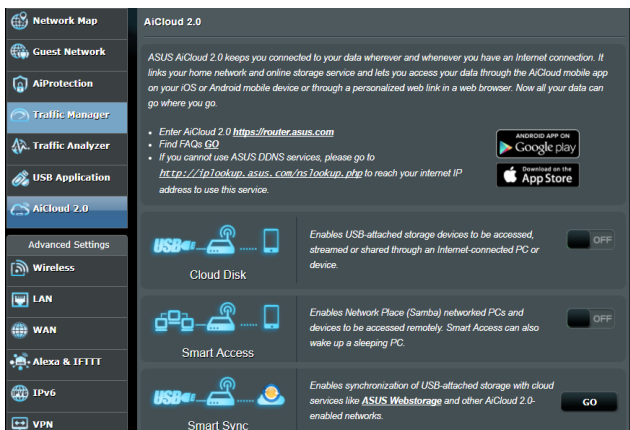 Network Map
Guest Network
AiProtection
Traffic Manager
Traffic Analyzer
USB Application
AiCloud 2.0
Advanced Settings
Wireless
LAN
WAN
Alexa & IFTTT
IPv6
VPN
AiCloud 2.0
ASUS AiCloud 2.0 keeps you connected to your data wherever and whenever you have an Internet connection. It
links your home network and online storage service and lets you access your data through the AiCloud mobile app
on your iOS or Android mobile device or through a personalized web link in a web browser. Now all your data can
go where you go.
• Enter AiCloud 2.0 https://router.asus.com
• Find FAQs GO
• If you cannot use ASUS DDNS services, please go to
http://iplookup.asus.com/nslookup.php to reach your internet IP
address to use this service.
ANDROID APP ON
Google play
Download on the
App Store
USB
Cloud Disk
Enables USB-attached storage devices to be accessed,
streamed or shared through an Internet-connected PC or
device.
OFF
Smart Access
Enables Network Place (Samba) networked PCs and
devices to be accessed remotely. Smart Access can also
wake up a sleeping PC.
OFF
USB
Smart Sync
Enables synchronization of USB-attached storage with cloud
services like ASUS Webstorage and other AiCloud 2.0-
enabled networks.
GO